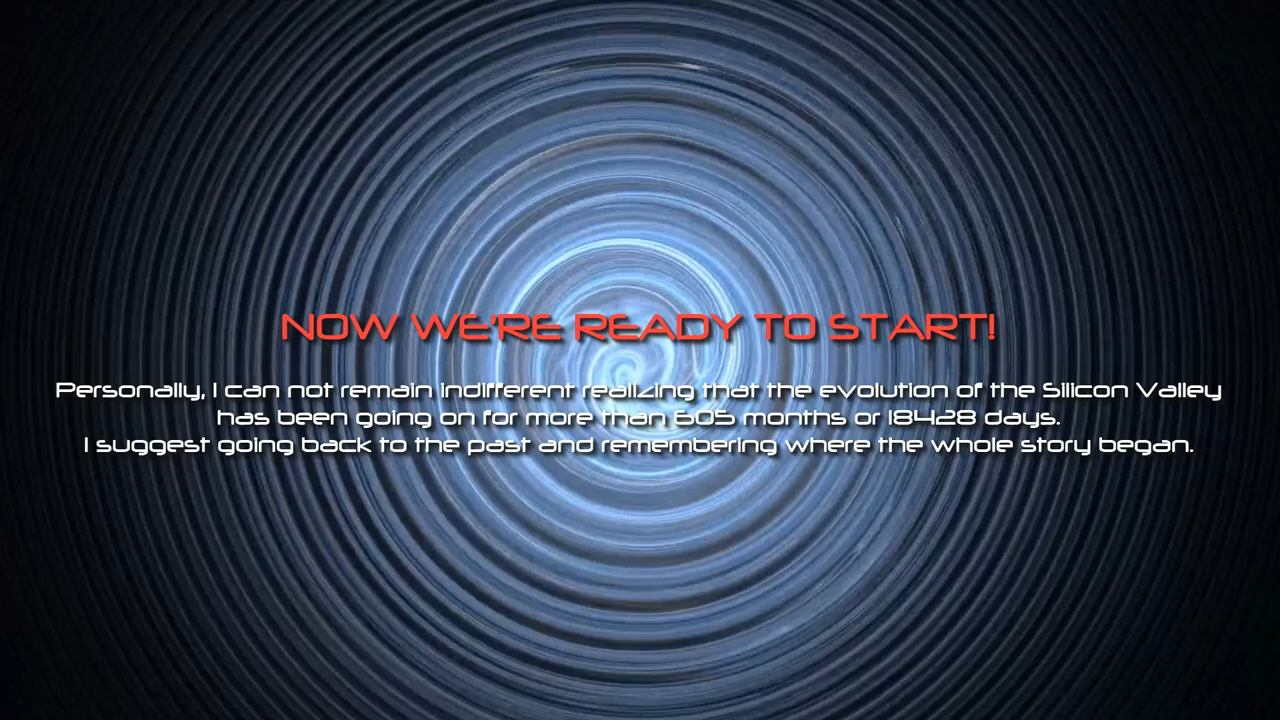 NOW WE'RE READY TO START!
Personally, I can not remain indifferent realizing that the evolution of the Silicon Valley
has been going on for more than 605 months or 18428 days.
I suggest going back to the past and remembering where the whole story began.